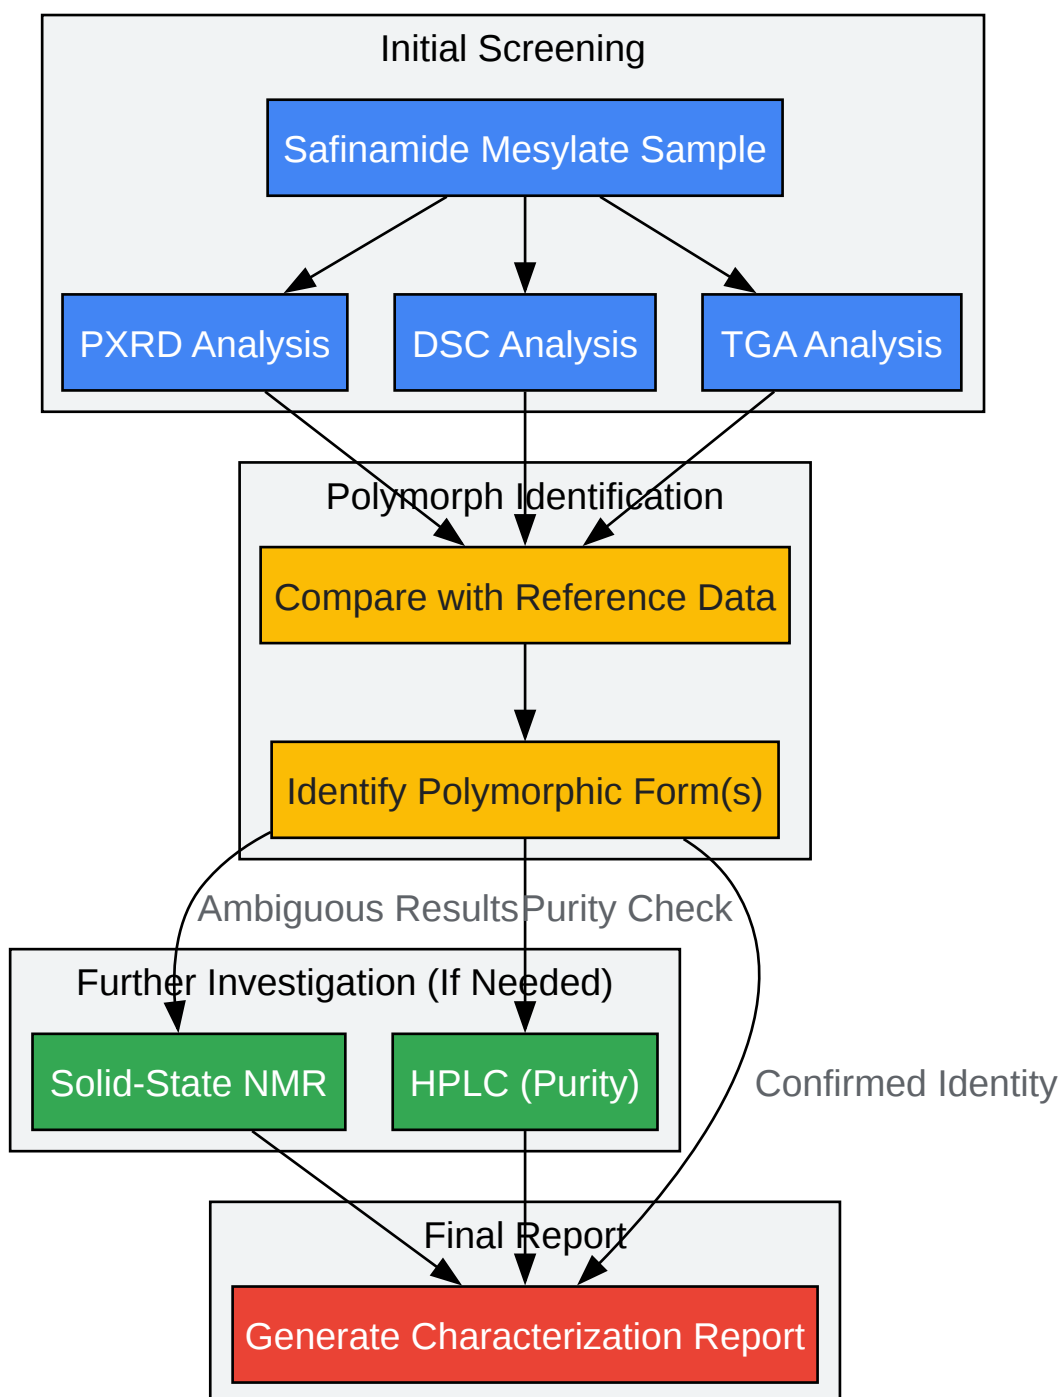 Initial Screening
Safinamide Mesylate Sample
PXRD Analysis
DSC Analysis
TGA Analysis
Polymorph Identification
Compare with Reference Data
Identify Polymorphic Form(s)
Ambiguous Results
Purity Check
Further Investigation (If Needed)
Solid-State NMR
HPLC (Purity)
Confirmed Identity
Final Report
Generate Characterization Report